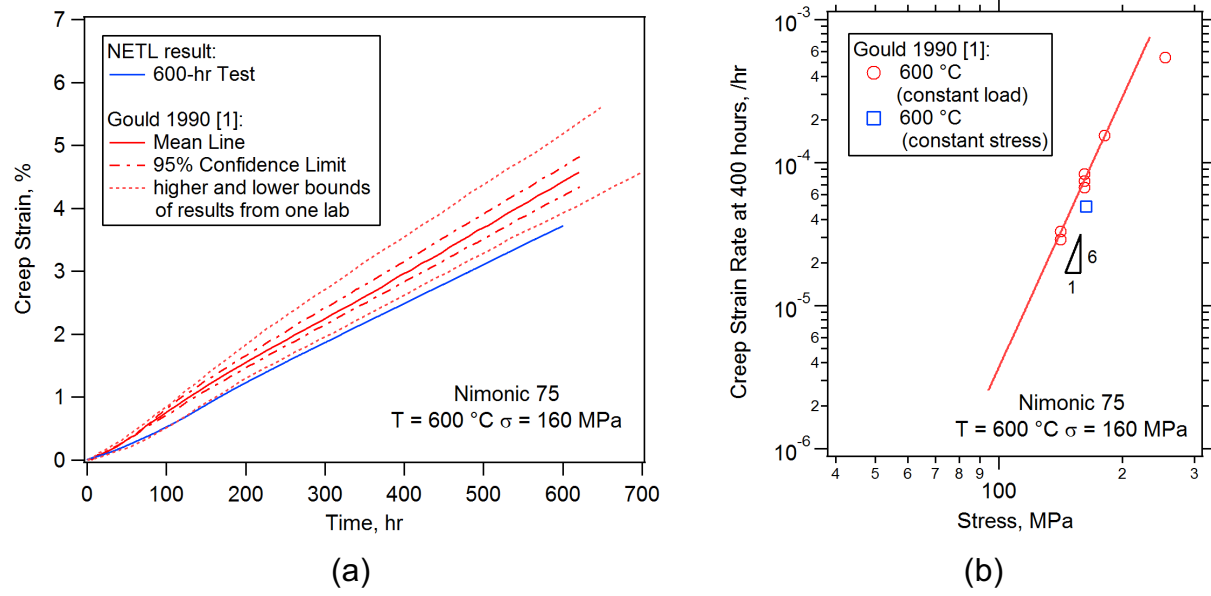 7%
6
5
4
3
2
1
0
Creep Strain, %
NETL result:
600-hr Test
Gould 1990 [1]:
Mean Line
95% Confidence Limit
higher and lower bounds
of results from one lab
Nimonic 75
T = 600 °C σ = 160 MPa
0 100 200 300 400 500 600 700
Time, hr
(a)
Creep Strain Rate at 400 hours, /hr
10-3
6
4
2
10-4
6
4
2
10-5
6
4
2
10-6
Gould 1990 [1]:
600 °C
(constant load)
600 °C
(constant stress)
6
1
Nimonic 75
T = 600 °C σ = 160 MPa
4 5 6 7 8 9 100 2 3
Stress, MPa
(b)